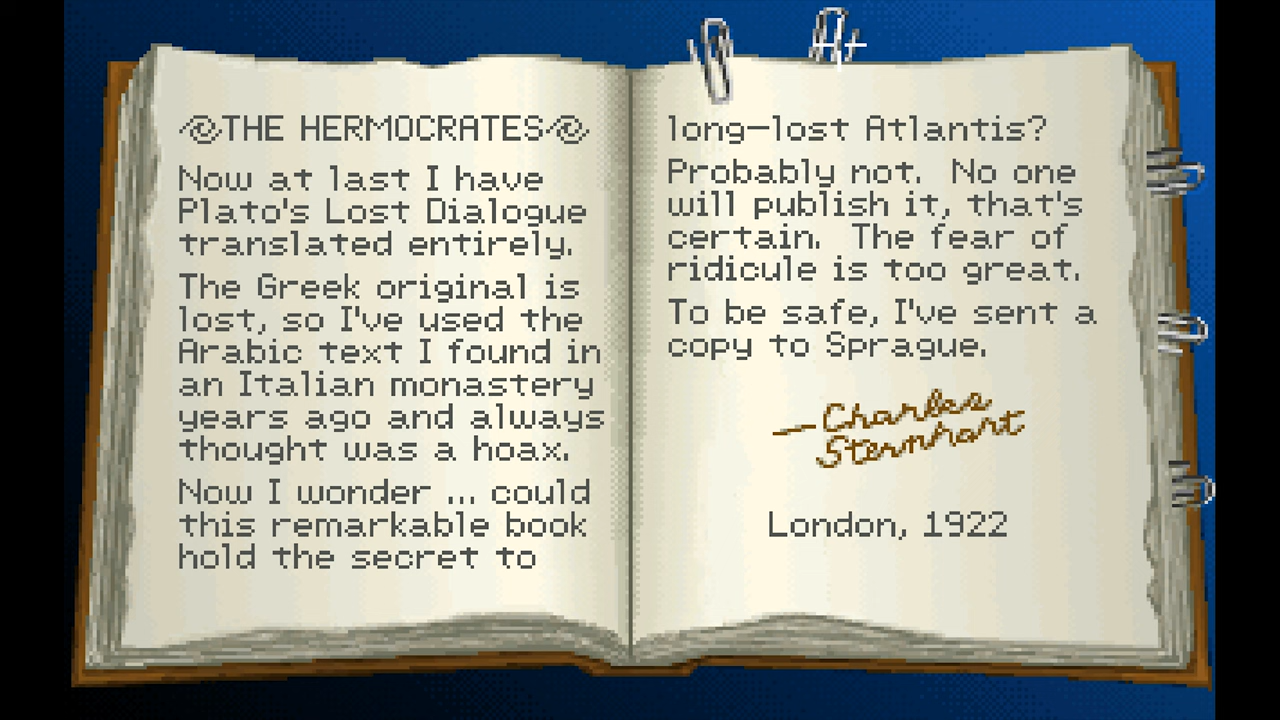 THE HERMOCRATES
Now at last I have
Plato's Lost Dialogue
translated entirely.
The Greek original is
lost, so I've used the
Arabic text I found in
an Italian monastery
years ago and always
thought was a hoax.
Now I wonder ... could
this remarkable book
hold the secret to
long-lost Atlantis?
Probably not.  No one
will publish it, that's
certain.  The fear of
ridicule is too great.
To be safe, I've sent a
copy to Sprague.
—Charles
Sternhart
London, 1922